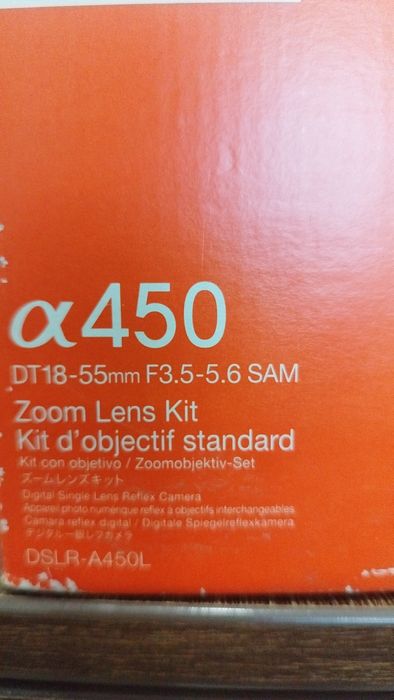 α450
DT18-55mm F3.5-5.6 SAM
Zoom Lens Kit
Kit d'objectif standard
Kit con objetivo / Zoomobjektiv-Set
ズームレンズキット
Digital Single Lens Reflex Camera
Appareil photo numérique reflex à objectifs interchangeables
Cámara reflex digital / Digitale Spiegelreflexkamera
デジタル一眼レフカメラ
DSLR-A450L